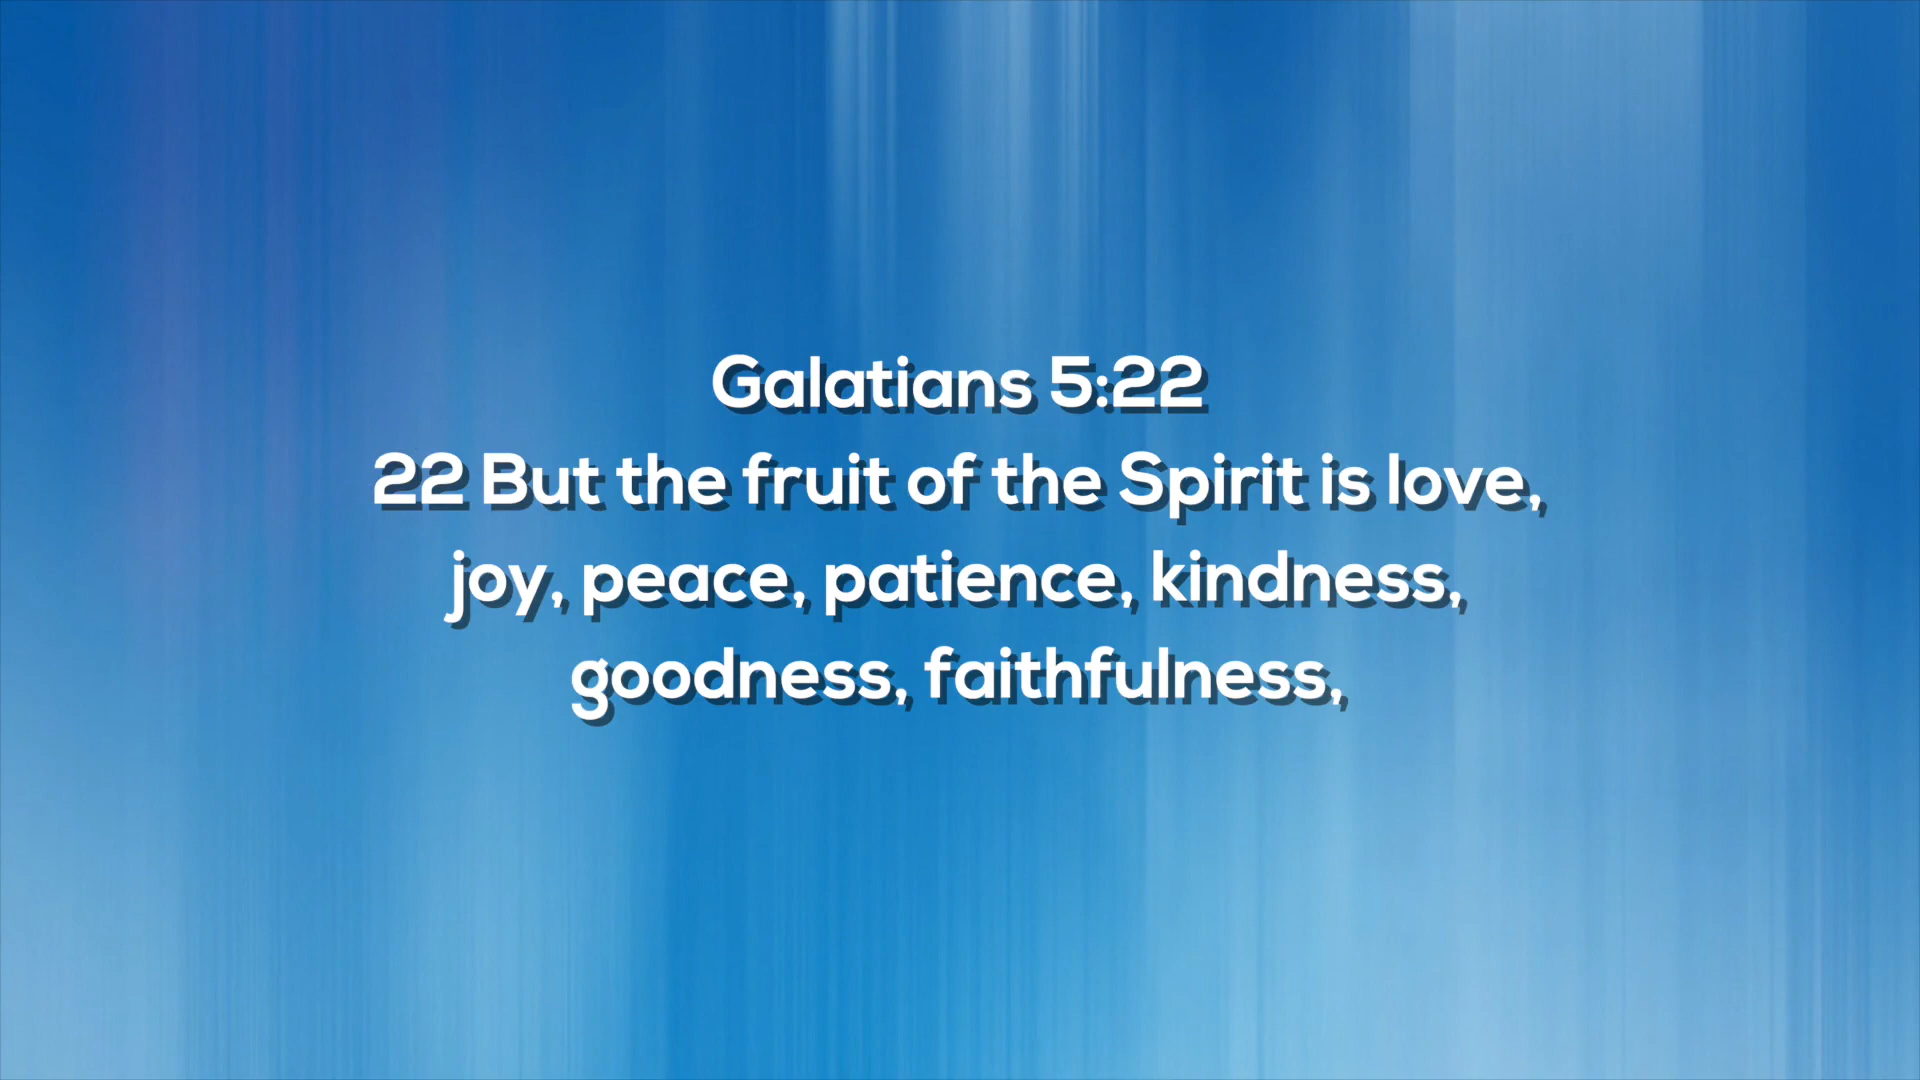 Galatians 5:22
22 But the fruit of the Spirit is love,
joy, peace, patience, kindness,
goodness, faithfulness,